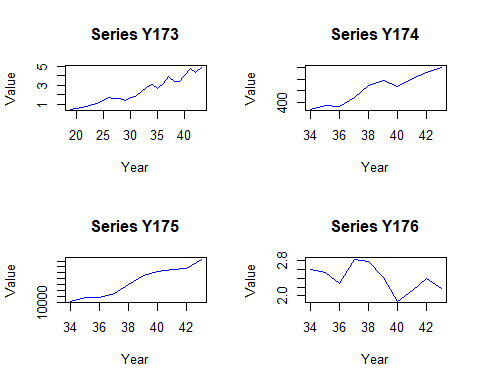 Series Y173
Value
1 3 5
20 25 30 35 40
Year
Series Y174
Value
400
34 36 38 40 42
Year
Series Y175
Value
10000
34 36 38 40 42
Year
Series Y176
Value
2.0 2.8
34 36 38 40 42
Year